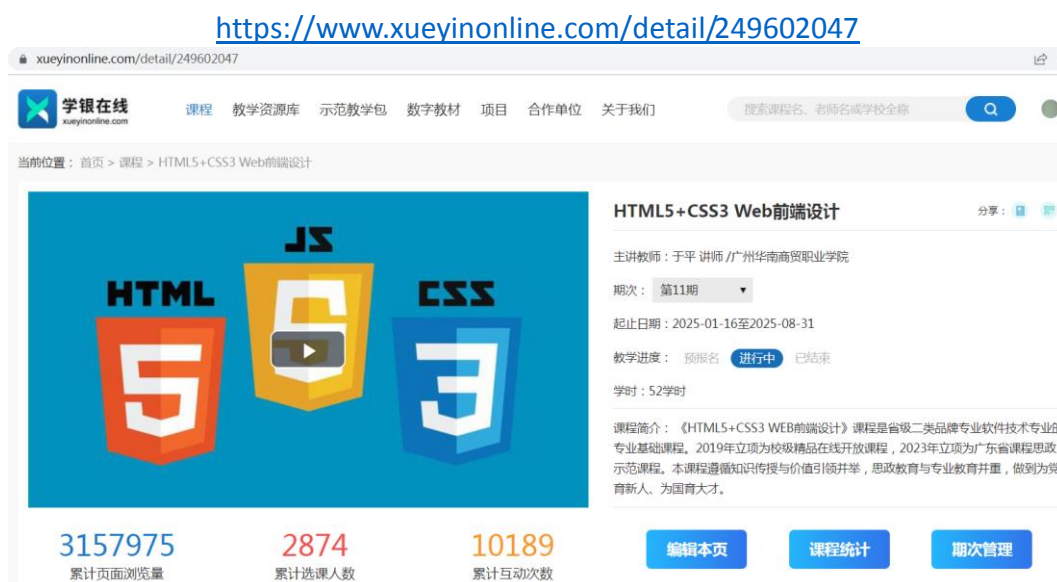 https://www.xueyinonline.com/detail/249602047
xueyinonline.com/detail/249602047
学银在线
xueyinonline.com
课程 教学资源库 示范教学包 数字教材 项目 合作单位 关于我们
搜索课程名、老师名或学校全称
当前位置： 首页 > 课程 > HTML5+CSS3 Web前端设计
HTML
5
JS
5
CSS
3
HTML5+CSS3 Web前端设计
分享：
主讲教师：于平 讲师 /广州华南商贸职业学院
期次： 第11期
起止日期：2025-01-16至2025-08-31
教学进度： 预报名 进行中 已结束
学时：52学时
课程简介： 《HTML5+CSS3 WEB前端设计》课程是省级二类品牌专业软件技术专业的
专业基础课程。2019年立项为校级精品在线开放课程，2023年立项为广东省课程思政
示范课程。本课程遵循知识传授与价值引领并举，思政教育与专业教育并重，做到为党
育新人、为国育大才。
3157975
累计页面浏览量
2874
累计选课人数
10189
累计互动次数
编辑本页
课程统计
期次管理